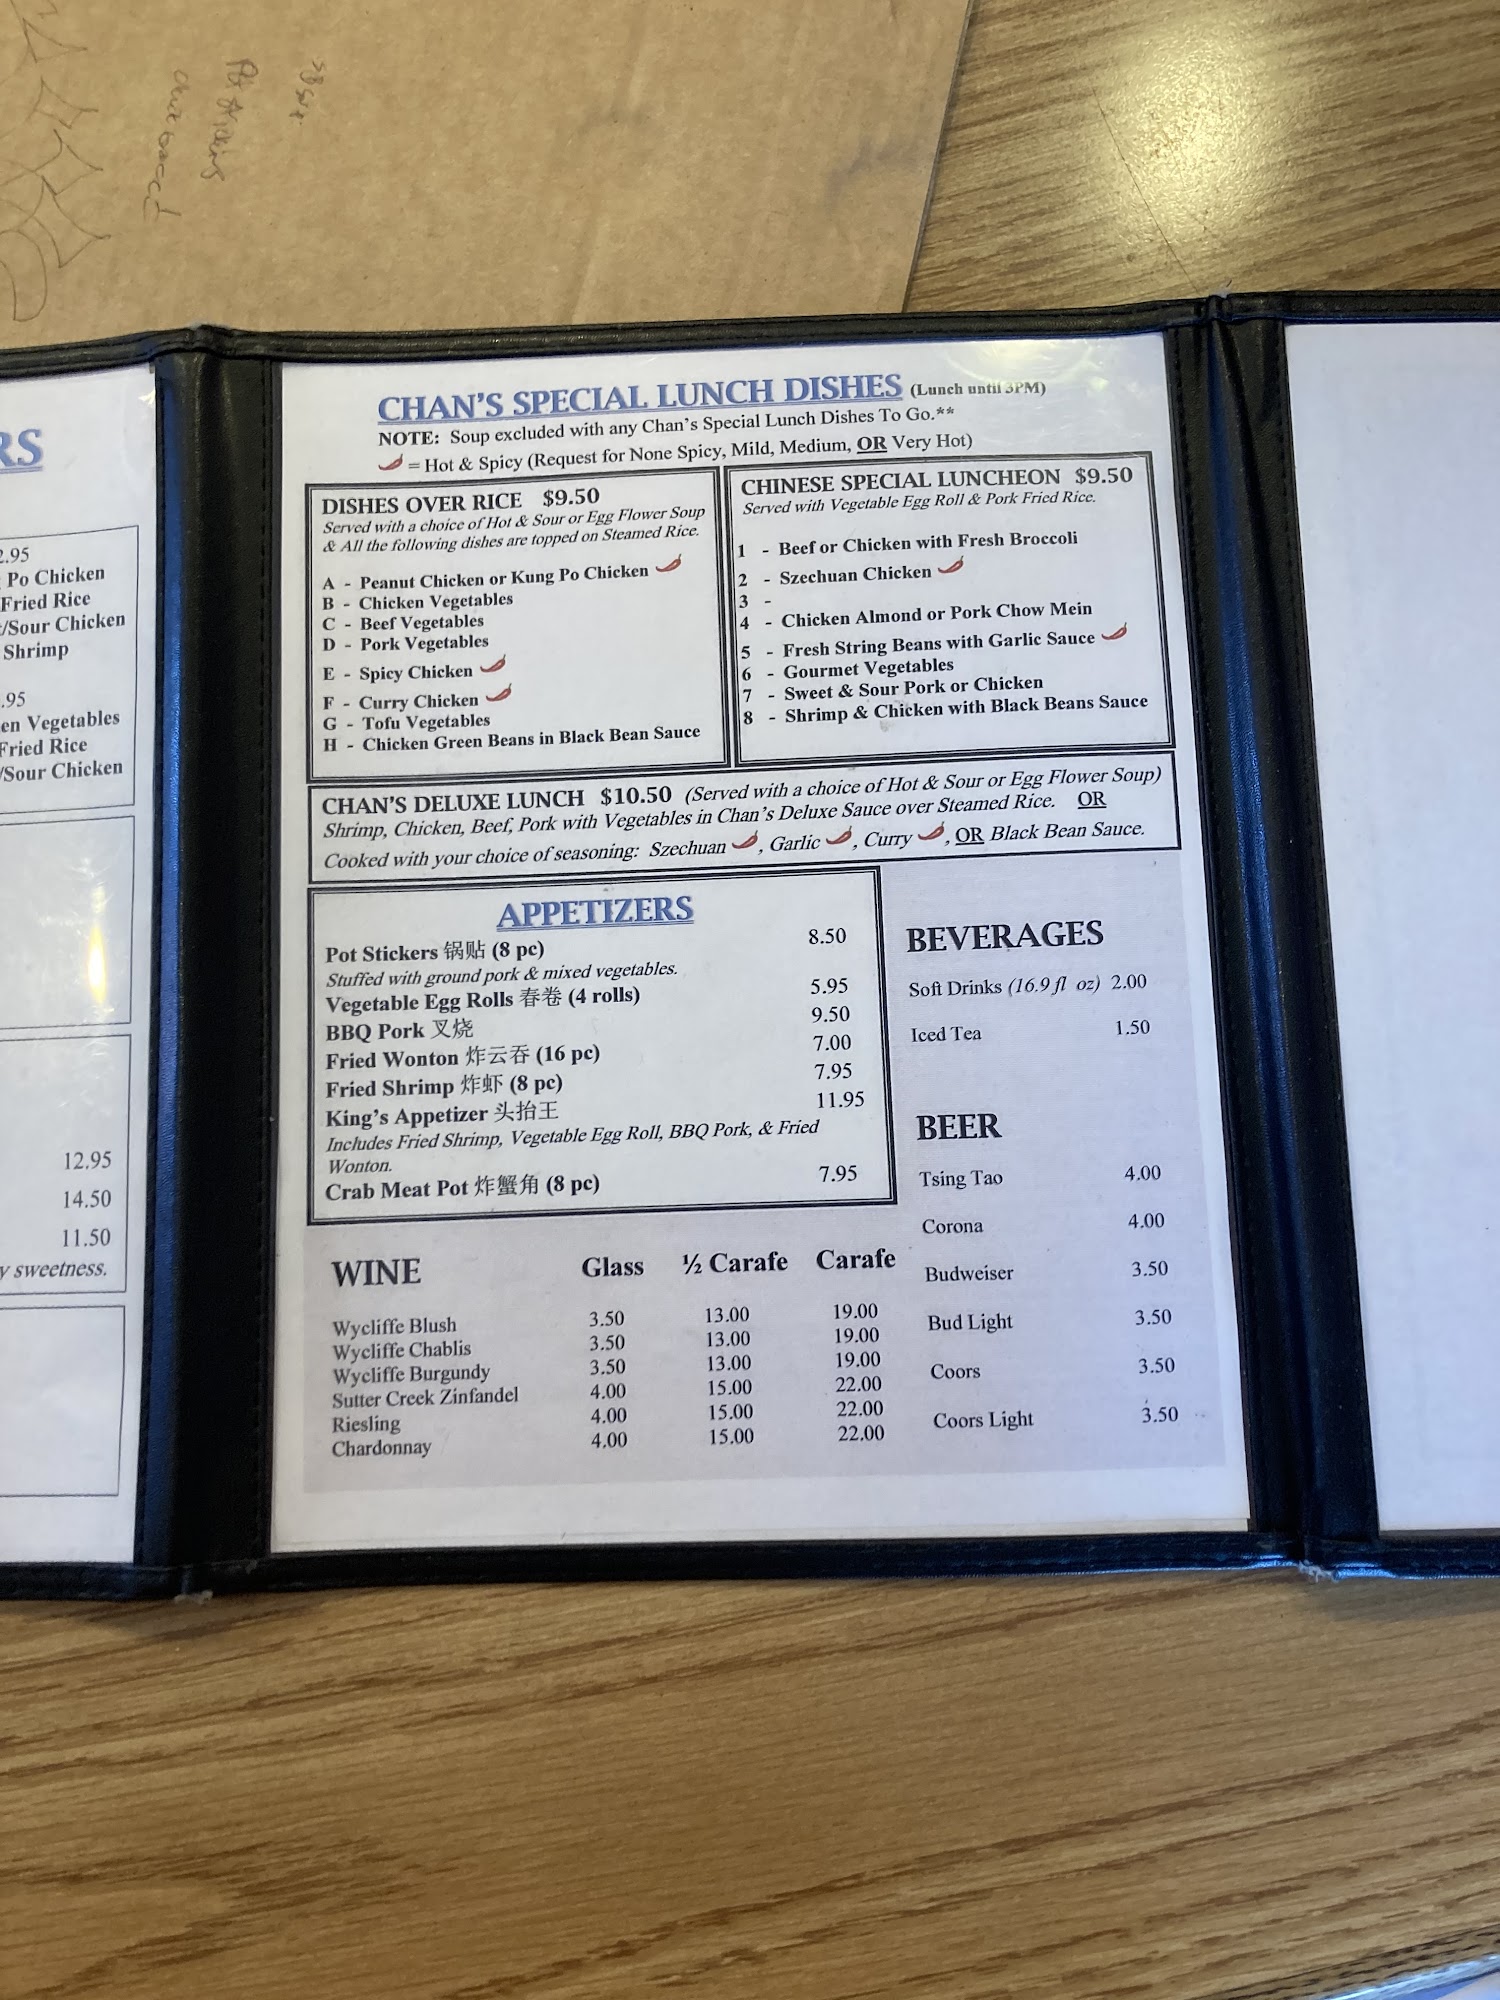 RS
2.95
Po Chicken
Fried Rice
/Sour Chicken
Shrimp
.95
en Vegetables
Fried Rice
/Sour Chicken
12.95
14.50
11.50
y sweetness.
CHAN'S SPECIAL LUNCH DISHES (Lunch until 3PM)
NOTE: Soup excluded with any Chan's Special Lunch Dishes To Go.**
= Hot & Spicy (Request for None Spicy, Mild, Medium, OR Very Hot)
DISHES OVER RICE $9.50
Served with a choice of Hot & Sour or Egg Flower Soup
& All the following dishes are topped on Steamed Rice.
A - Peanut Chicken or Kung Po Chicken
B - Chicken Vegetables
C - Beef Vegetables
D - Pork Vegetables
E - Spicy Chicken
F - Curry Chicken
G - Tofu Vegetables
H - Chicken Green Beans in Black Bean Sauce
CHINESE SPECIAL LUNCHEON $9.50
Served with Vegetable Egg Roll & Pork Fried Rice.
1 - Beef or Chicken with Fresh Broccoli
2 - Szechuan Chicken
3 -
4 - Chicken Almond or Pork Chow Mein
5 - Fresh String Beans with Garlic Sauce
6 - Gourmet Vegetables
7 - Sweet & Sour Pork or Chicken
8 - Shrimp & Chicken with Black Beans Sauce
CHAN'S DELUXE LUNCH $10.50 (Served with a choice of Hot & Sour or Egg Flower Soup)
Shrimp, Chicken, Beef, Pork with Vegetables in Chan's Deluxe Sauce over Steamed Rice. OR
Cooked with your choice of seasoning: Szechuan , Garlic , Curry , OR Black Bean Sauce.
APPETIZERS
Pot Stickers 锅贴 (8 pc) 8.50
Stuffed with ground pork & mixed vegetables.
Vegetable Egg Rolls 春卷 (4 rolls) 5.95
BBQ Pork 叉烧 9.50
Fried Wonton 炸云吞 (16 pc) 7.00
Fried Shrimp 炸虾 (8 pc) 7.95
King's Appetizer 头抬王 11.95
Includes Fried Shrimp, Vegetable Egg Roll, BBQ Pork, & Fried
Wonton.
Crab Meat Pot 炸蟹角 (8 pc) 7.95
BEVERAGES
Soft Drinks (16.9 fl oz) 2.00
Iced Tea 1.50
BEER
Tsing Tao 4.00
Corona 4.00
Budweiser 3.50
Bud Light 3.50
Coors 3.50
Coors Light 3.50
WINE Glass ½ Carafe Carafe
Wycliffe Blush 3.50 13.00 19.00
Wycliffe Chablis 3.50 13.00 19.00
Wycliffe Burgundy 3.50 13.00 19.00
Sutter Creek Zinfandel 4.00 15.00 22.00
Riesling 4.00 15.00 22.00
Chardonnay 4.00 15.00 22.00